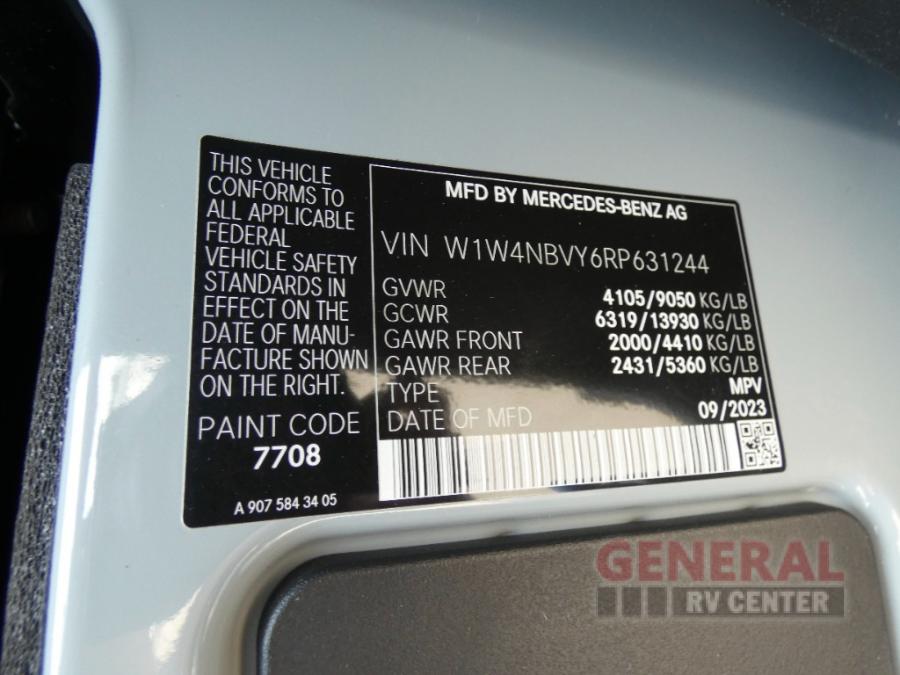 THIS VEHICLE
CONFORMS TO
ALL APPLICABLE
FEDERAL
VEHICLE SAFETY
STANDARDS IN
EFFECT ON THE
DATE OF MANU-
FACTURE SHOWN
ON THE RIGHT.
PAINT CODE
7708
A 907 584 34 05
MFD BY MERCEDES-BENZ AG
VIN W1W4NBVY6RP631244
GVWR 4105/9050 KG/LB
GCWR 6319/13930 KG/LB
GAWR FRONT 2000/4410 KG/LB
GAWR REAR 2431/5360 KG/LB
TYPE MPV
DATE OF MFD 09/2023
GENERAL
RV CENTER